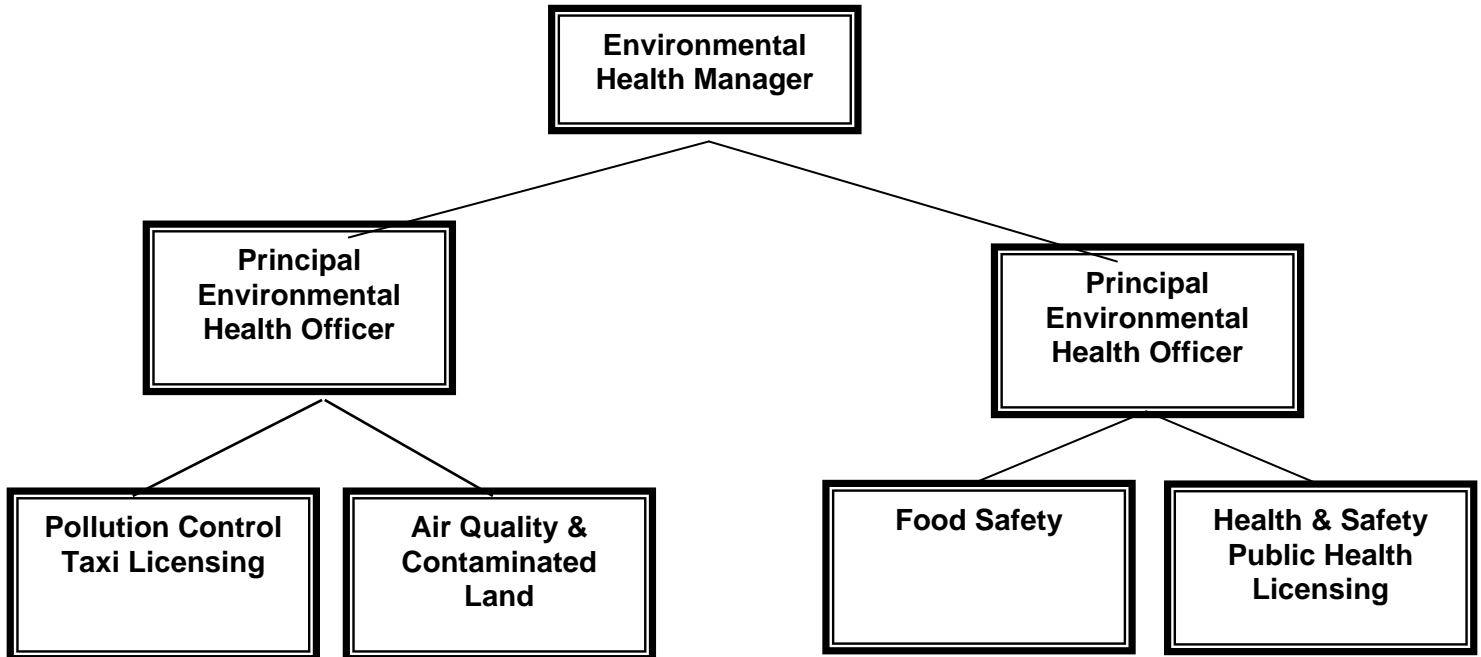 Environmental
Health Manager
Principal
Environmental
Health Officer
Principal
Environmental
Health Officer
Pollution Control
Taxi Licensing
Air Quality &
Contaminated
Land
Food Safety
Health & Safety
Public Health
Licensing